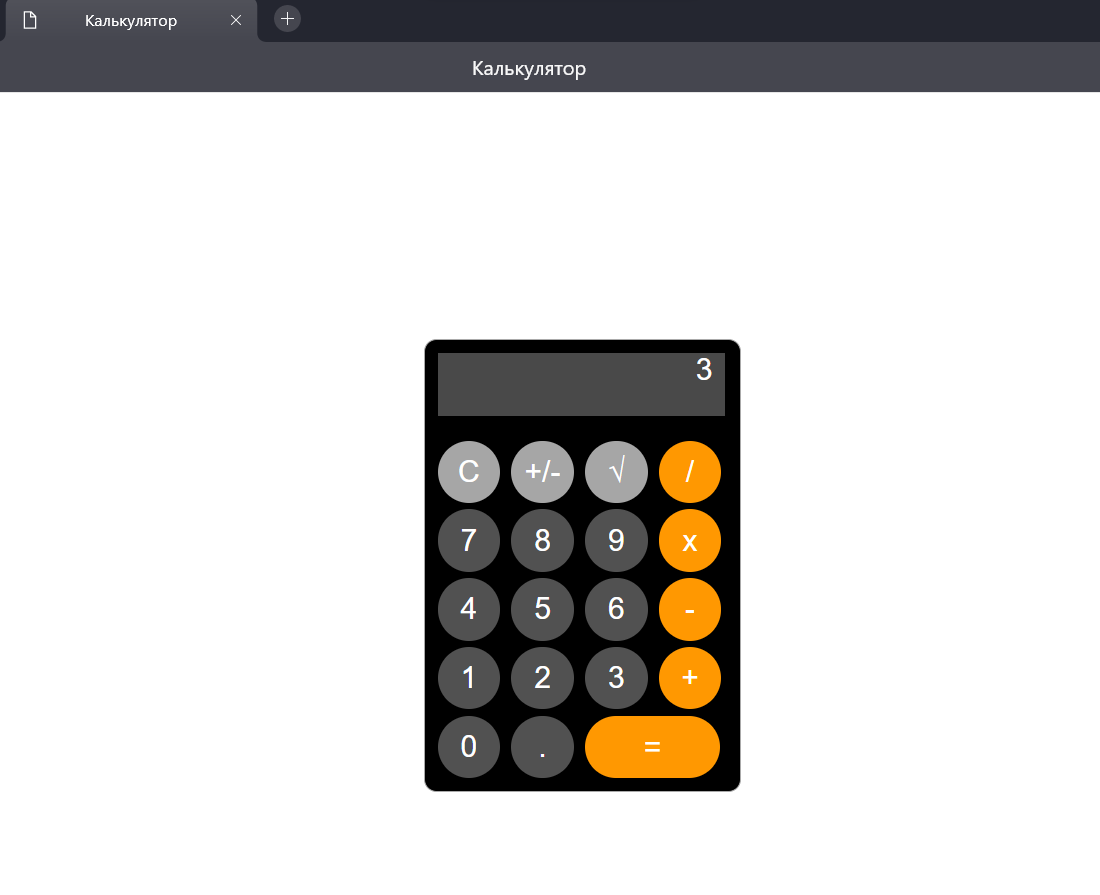 Калькулятор
Калькулятор
3
C +/- √ /
7 8 9 x
4 5 6 -
1 2 3 +
0 . =